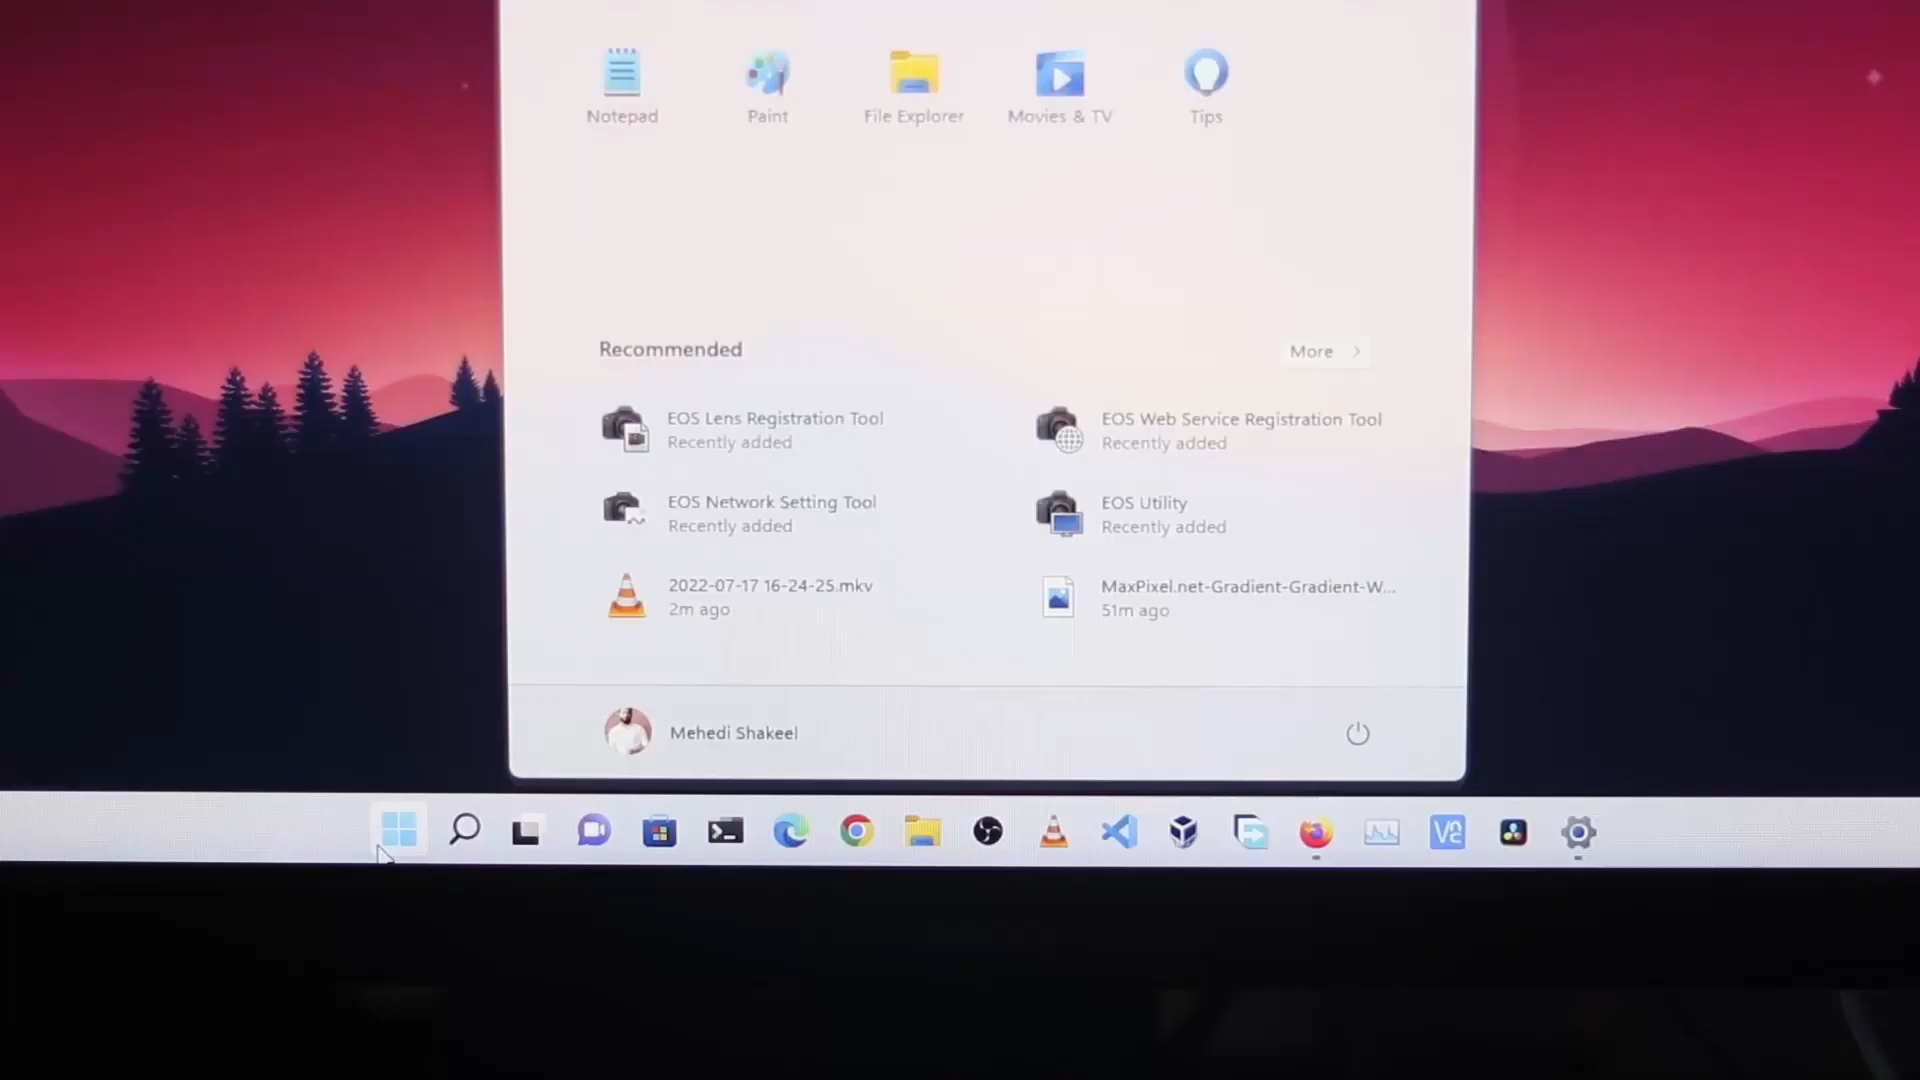 Notepad
Paint
File Explorer
Movies & TV
Tips
Recommended
More
EOS Lens Registration Tool
Recently added
EOS Web Service Registration Tool
Recently added
EOS Network Setting Tool
Recently added
EOS Utility
Recently added
2022-07-17 16-24-25.mkv
2m ago
MaxPixel.net-Gradient-Gradient-W...
51m ago
Mehedi Shakeel